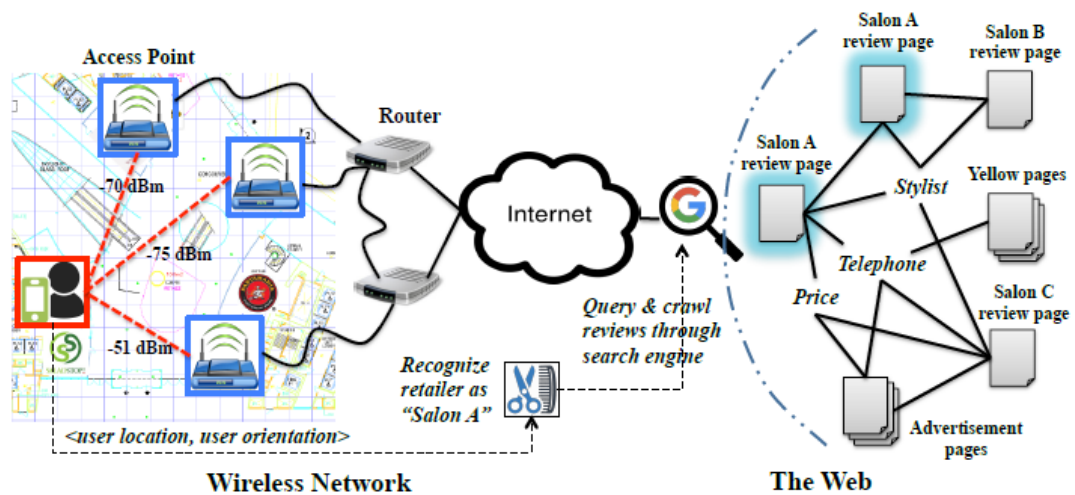 Access Point
Router
-70 dBm
-75 dBm
-51 dBm
<user location, user orientation>
Wireless Network
Internet
G
Recognize
retailer as
“Salon A”
Query & crawl
reviews through
search engine
Salon A
review page
Salon B
review page
Salon A
review page
Stylist
Yellow pages
Telephone
Price
Salon C
review page
Advertisement
pages
The Web